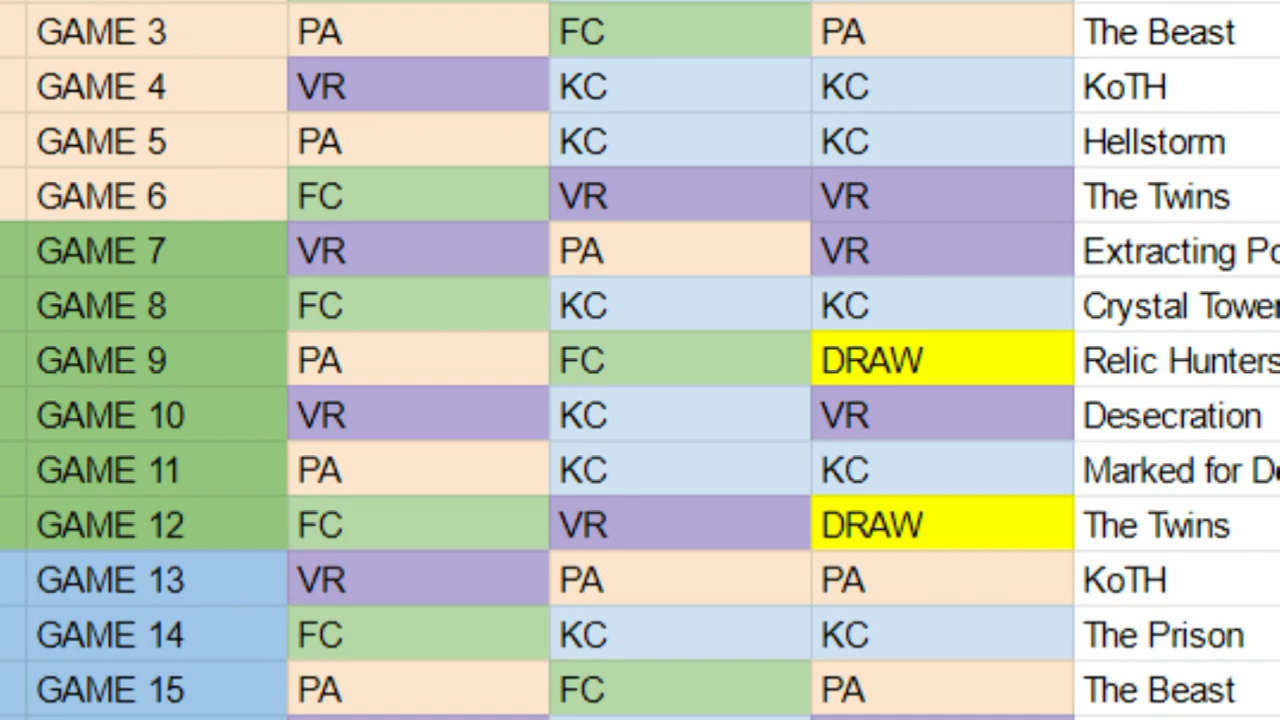 GAME 3 PA FC PA The Beast
GAME 4 VR KC KC KoTH
GAME 5 PA KC KC Hellstorm
GAME 6 FC VR VR The Twins
GAME 7 VR PA VR Extracting
GAME 8 FC KC KC Crystal
GAME 9 PA FC DRAW Relic Hunters
GAME 10 VR KC VR Desecration
GAME 11 PA KC KC Marked for
GAME 12 FC VR DRAW The Twins
GAME 13 VR PA PA KoTH
GAME 14 FC KC KC The Prison
GAME 15 PA FC PA The Beast